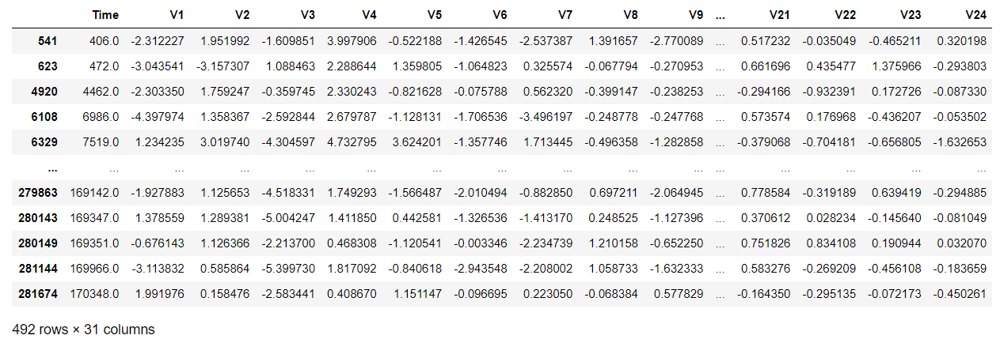 Time V1 V2 V3 V4 V5 V6 V7 V8 V9 ... V21 V22 V23 V24
541 406.0 -2.312227 1.951992 -1.609851 3.997906 -0.522188 -1.426545 -2.537387 1.391657 -2.770089 ... 0.517232 -0.035049 -0.465211 0.320198
623 472.0 -3.043541 -3.157307 1.088463 2.288644 1.359805 -1.064823 0.325574 -0.067794 -0.270953 ... 0.661696 0.435477 1.375966 -0.293803
4920 4462.0 -2.303350 1.759247 -0.359745 2.330243 -0.821628 -0.075788 0.562320 -0.399147 -0.238253 ... -0.294166 -0.932391 0.172726 -0.087330
6108 6986.0 -4.397974 1.358367 -2.592844 2.679787 -1.128131 -1.706536 -3.496197 -0.248778 -0.247768 ... 0.573574 0.176968 -0.436207 -0.053502
6329 7519.0 1.234235 3.019740 -4.304597 4.732795 3.624201 -1.357746 1.713445 -0.496358 -1.282858 ... -0.379068 -0.704181 -0.656805 -1.632653
... ... ... ... ... ... ... ... ... ... ... ... ... ... ... ...
279863 169142.0 -1.927883 1.125653 -4.518331 1.749293 -1.566487 -2.010494 -0.882850 0.697211 -2.064945 ... 0.778584 -0.319189 0.639419 -0.294885
280143 169347.0 1.378559 1.289381 -5.004247 1.411850 0.442581 -1.326536 -1.413170 0.248525 -1.127396 ... 0.370612 0.028234 -0.145640 -0.081049
280149 169351.0 -0.676143 1.126366 -2.213700 0.468308 -1.120541 -0.003346 -2.234739 1.210158 -0.652250 ... 0.751826 0.834108 0.190944 0.032070
281144 169966.0 -3.113832 0.585864 -5.399730 1.817092 -0.840618 -2.943548 -2.208002 1.058733 -1.632333 ... 0.583276 -0.269209 -0.456108 -0.183659
281674 170348.0 1.991976 0.158476 -2.583441 0.408670 1.151147 -0.096695 0.223050 -0.068384 0.577829 ... -0.164350 -0.295135 -0.072173 -0.450261
492 rows × 31 columns